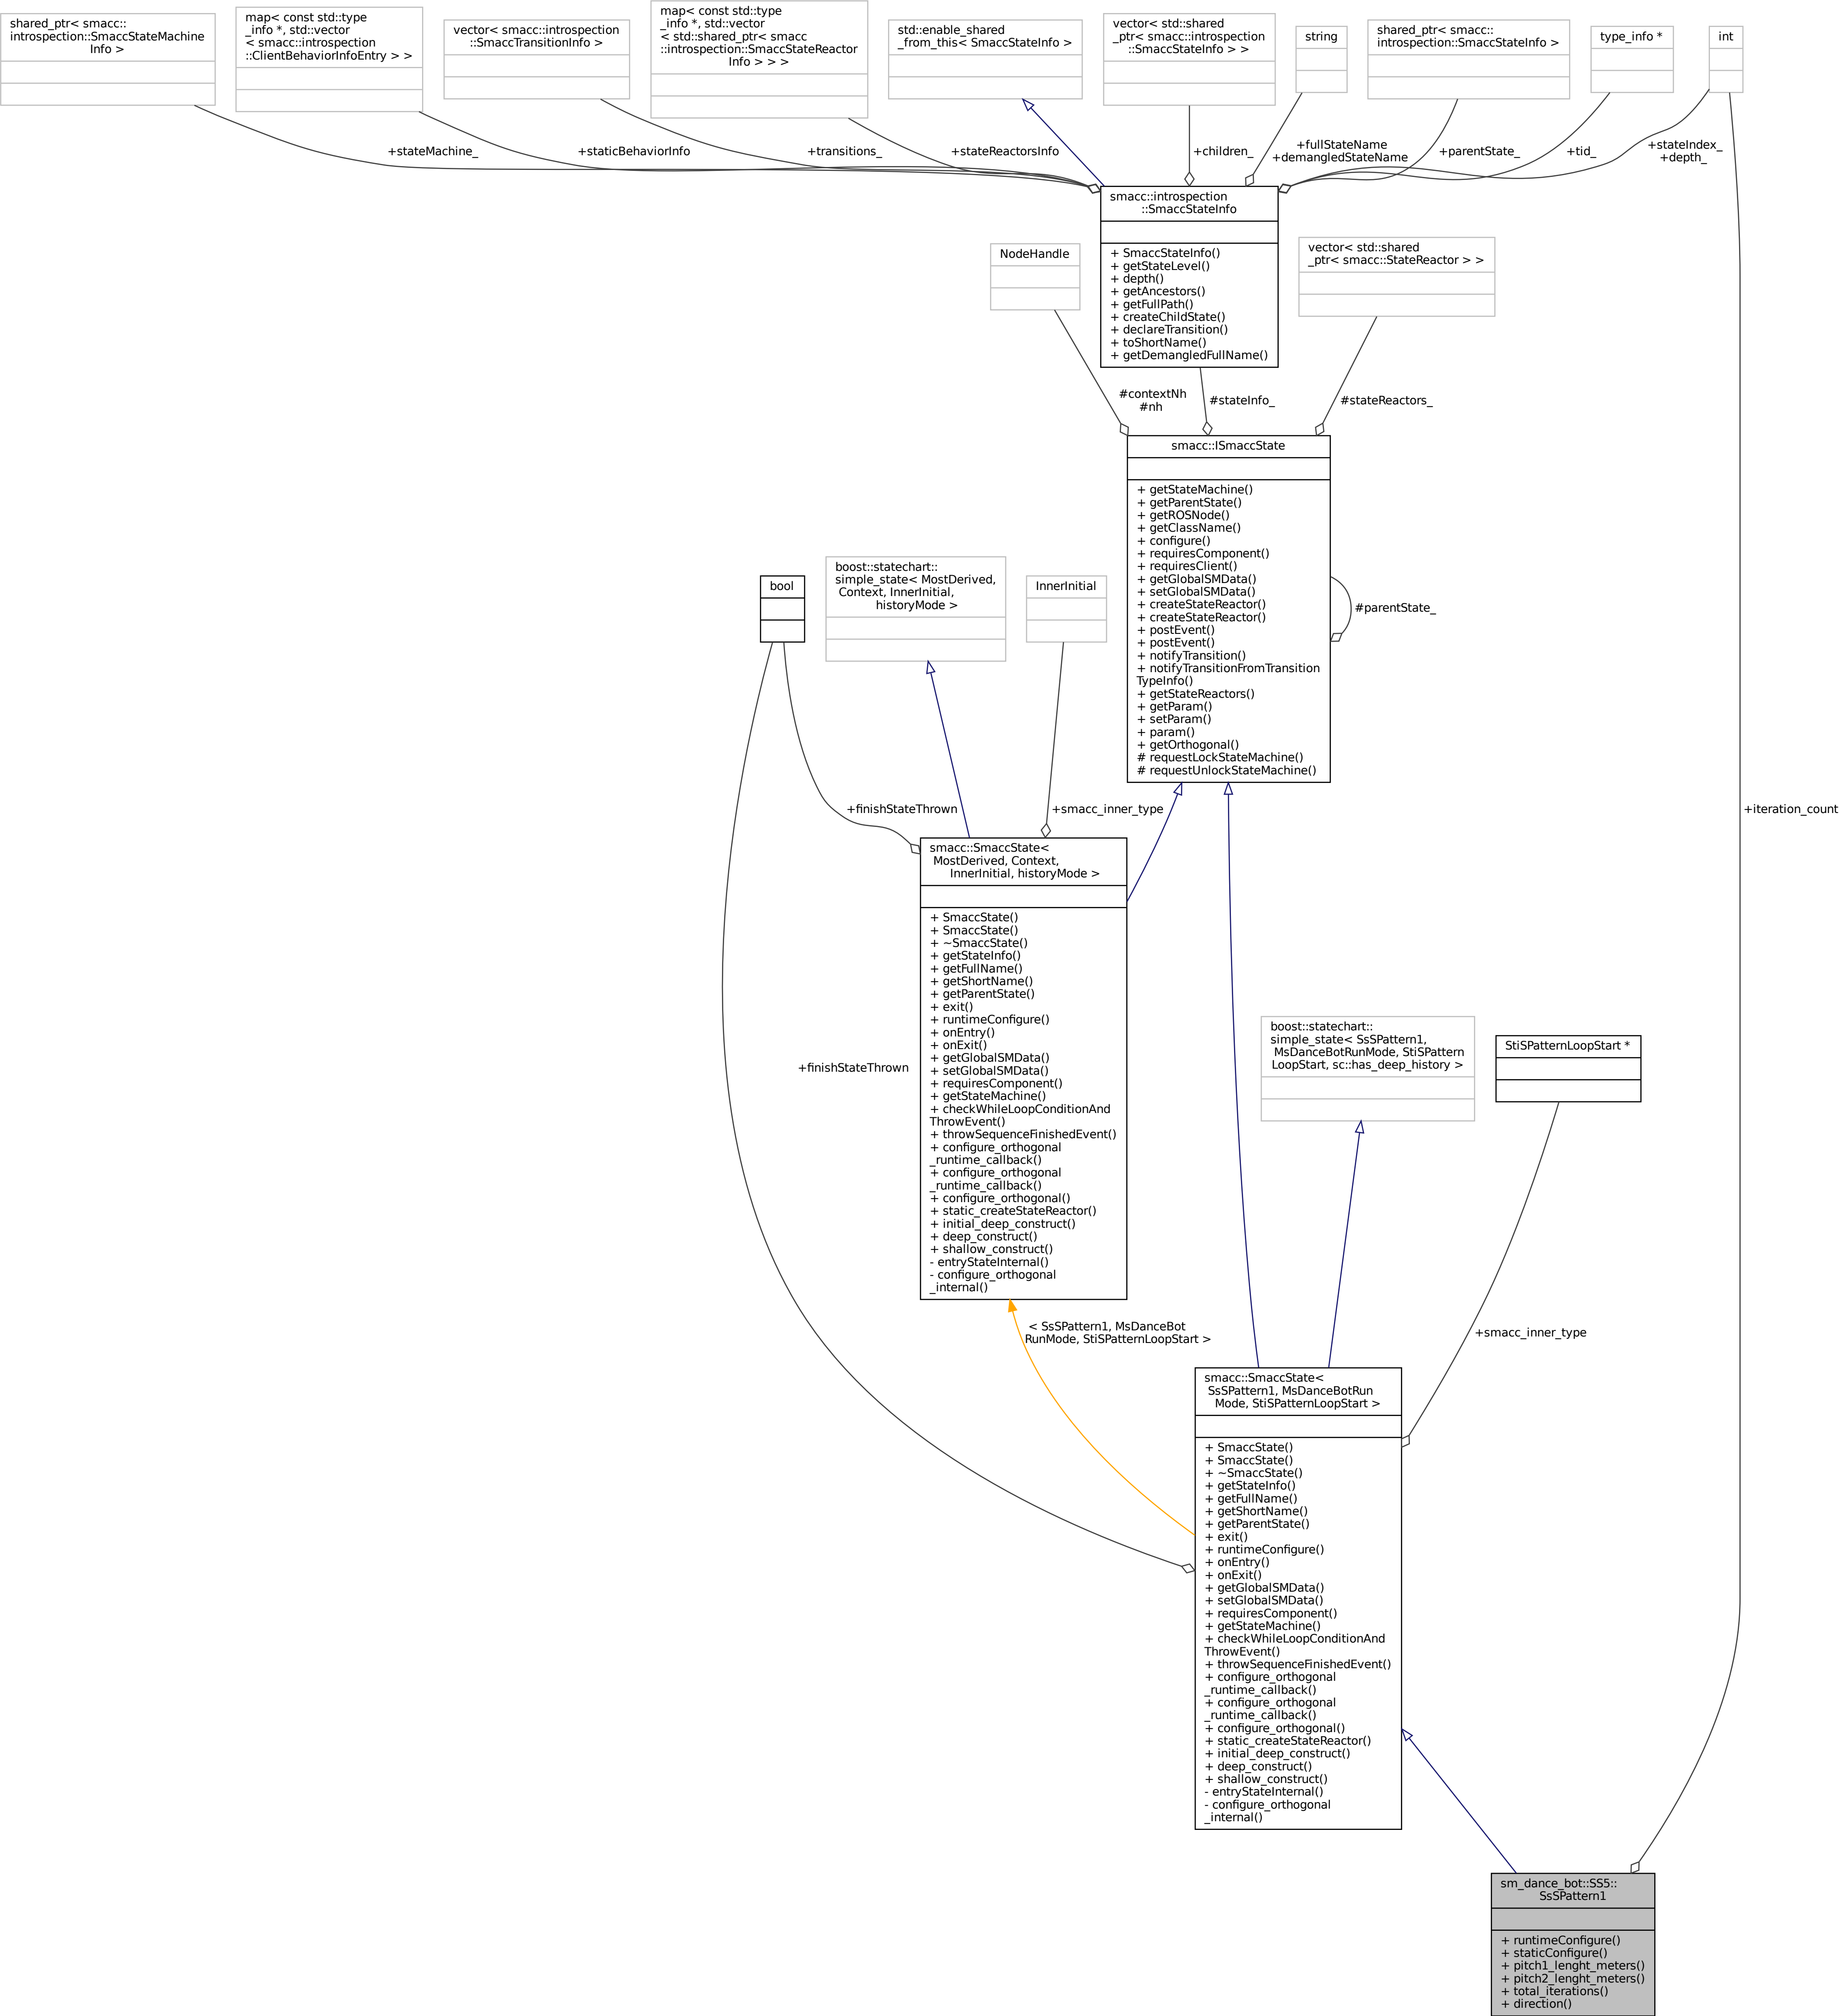 shared_ptr< smacc::
introspection::SmaccStateMachine
Info >
map< const std::type
_info *, std::vector
< smacc::introspection
::ClientBehaviorInfoEntry > >
vector< smacc::introspection
::SmaccTransitionInfo >
map< const std::type
_info *, std::vector
< std::shared_ptr< smacc
::introspection::SmaccStateReactor
Info > > >
std::enable_shared
_from_this< SmaccStateInfo >
vector< std::shared
_ptr< smacc::introspection
::SmaccStateInfo > >
string
shared_ptr< smacc::
introspection::SmaccStateInfo >
type_info *
int
+stateMachine_
+staticBehaviorInfo
+transitions_
+stateReactorsInfo
+children_
+fullStateName
+demangledStateName
+parentState_
+tid_
+stateIndex_
+depth_
smacc::introspection
::SmaccStateInfo
+ SmaccStateInfo()
+ getStateLevel()
+ depth()
+ getAncestors()
+ getFullPath()
+ createChildState()
+ declareTransition()
+ toShortName()
+ getDemangledFullName()
NodeHandle
vector< std::shared
_ptr< smacc::StateReactor > >
#contextNh
#nh
#stateInfo_
#stateReactors_
smacc::ISmaccState
+ getStateMachine()
+ getParentState()
+ getROSNode()
+ getClassName()
+ configure()
+ requiresComponent()
+ requiresClient()
+ getGlobalSMData()
+ setGlobalSMData()
+ createStateReactor()
+ createStateReactor()
+ postEvent()
+ postEvent()
+ notifyTransition()
+ notifyTransitionFromTransition
TypeInfo()
+ getStateReactors()
+ getParam()
+ setParam()
+ param()
+ getOrthogonal()
# requestLockStateMachine()
# requestUnlockStateMachine()
#parentState_
bool
boost::statechart::
simple_state< MostDerived,
Context, InnerInitial,
historyMode >
InnerInitial
+finishStateThrown
+smacc_inner_type
+iteration_count
smacc::SmaccState<
MostDerived, Context,
InnerInitial, historyMode >
+ SmaccState()
+ SmaccState()
+ ~SmaccState()
+ getStateInfo()
+ getFullName()
+ getShortName()
+ getParentState()
+ exit()
+ runtimeConfigure()
+ onEntry()
+ onExit()
+ getGlobalSMData()
+ setGlobalSMData()
+ requiresComponent()
+ getStateMachine()
+ checkWhileLoopConditionAnd
ThrowEvent()
+ throwSequenceFinishedEvent()
+ configure_orthogonal
_runtime_callback()
+ configure_orthogonal
_runtime_callback()
+ configure_orthogonal()
+ static_createStateReactor()
+ initial_deep_construct()
+ deep_construct()
+ shallow_construct()
- entryStateInternal()
- configure_orthogonal
_internal()
+finishStateThrown
boost::statechart::
simple_state< SsSPattern1,
MsDanceBotRunMode, StiSPattern
LoopStart, sc::has_deep_history >
StiSPatternLoopStart *
< SsSPattern1, MsDanceBot
RunMode, StiSPatternLoopStart >
+smacc_inner_type
smacc::SmaccState<
SsSPattern1, MsDanceBotRun
Mode, StiSPatternLoopStart >
+ SmaccState()
+ SmaccState()
+ ~SmaccState()
+ getStateInfo()
+ getFullName()
+ getShortName()
+ getParentState()
+ exit()
+ runtimeConfigure()
+ onEntry()
+ onExit()
+ getGlobalSMData()
+ setGlobalSMData()
+ requiresComponent()
+ getStateMachine()
+ checkWhileLoopConditionAnd
ThrowEvent()
+ throwSequenceFinishedEvent()
+ configure_orthogonal
_runtime_callback()
+ configure_orthogonal
_runtime_callback()
+ configure_orthogonal()
+ static_createStateReactor()
+ initial_deep_construct()
+ deep_construct()
+ shallow_construct()
- entryStateInternal()
- configure_orthogonal
_internal()
sm_dance_bot::SS5::
SsSPattern1
+ runtimeConfigure()
+ staticConfigure()
+ pitch1_lenght_meters()
+ pitch2_lenght_meters()
+ total_iterations()
+ direction()